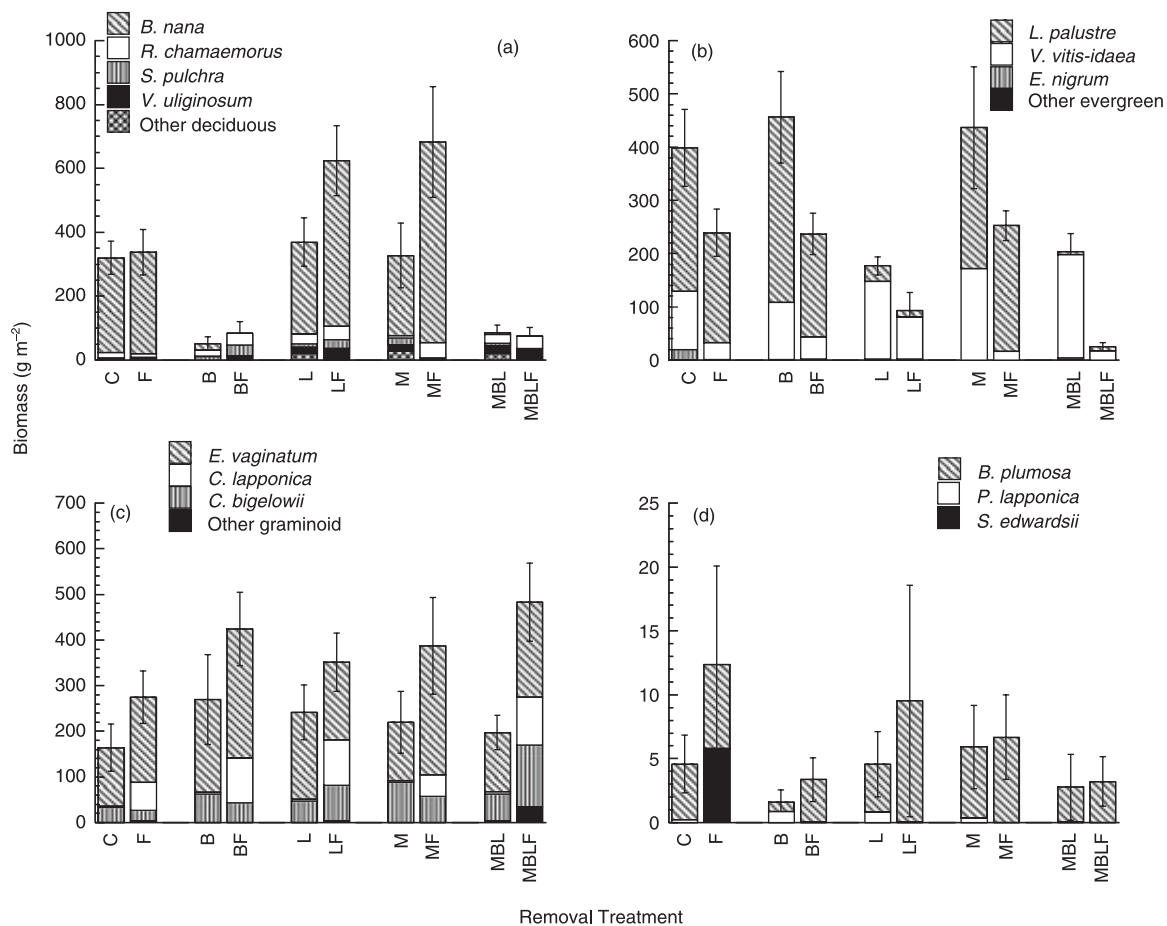 B. nana
R. chamaemorus
S. pulchra
V. uliginosum
Other deciduous
(a)
1000
800
600
400
200
0
C
F
B
BF
L
LF
M
MF
MBL
MBLF
L. palustre
V. vitis-idaea
E. nigrum
Other evergreen
(b)
600
500
400
300
200
100
0
C
F
B
BF
L
LF
M
MF
MBL
MBLF
Biomass (g m⁻²)
E. vaginatum
C. lapponica
C. bigelowii
Other graminoid
(c)
700
600
500
400
300
200
100
0
C
F
B
BF
L
LF
M
MF
MBL
MBLF
B. plumosa
P. lapponica
S. edwardsii
(d)
25
20
15
10
5
0
C
F
B
BF
L
LF
M
MF
MBL
MBLF
Removal Treatment